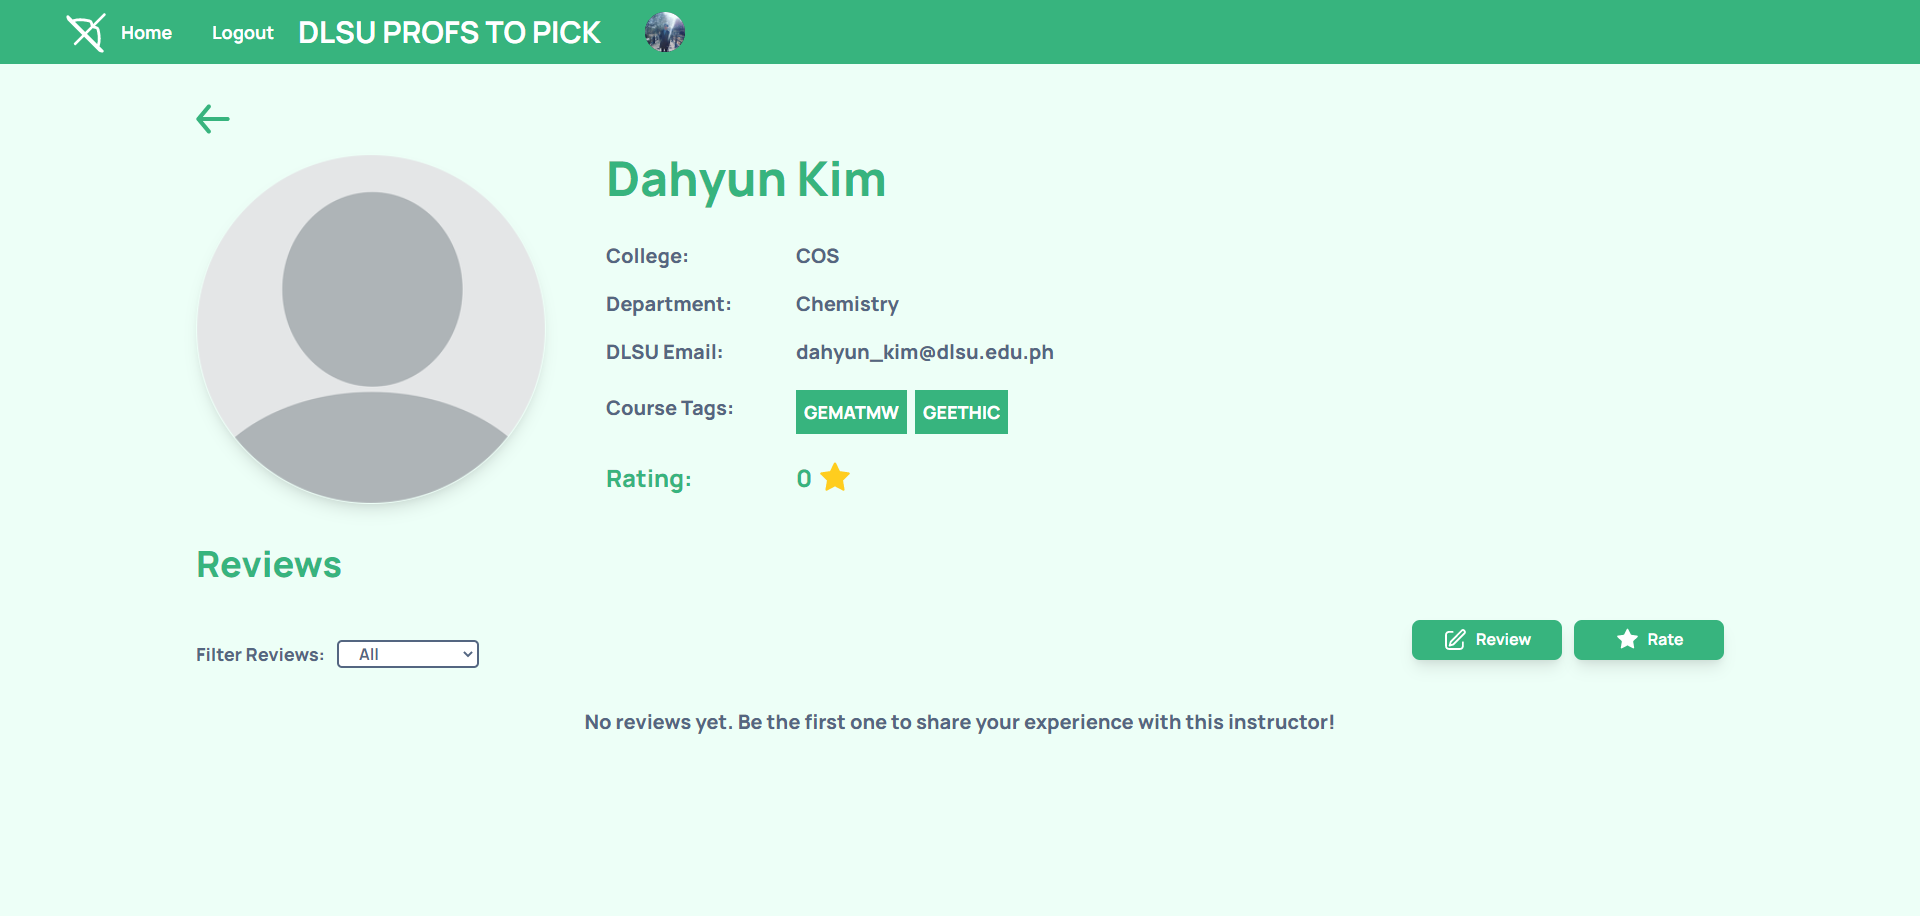 Home Logout DLSU PROFS TO PICK
Dahyun Kim
College: COS
Department: Chemistry
DLSU Email: dahyun_kim@dlsu.edu.ph
Course Tags: GEMATMW GEETHIC
Rating: 0
Reviews
Filter Reviews: All Review Rate
No reviews yet. Be the first one to share your experience with this instructor!